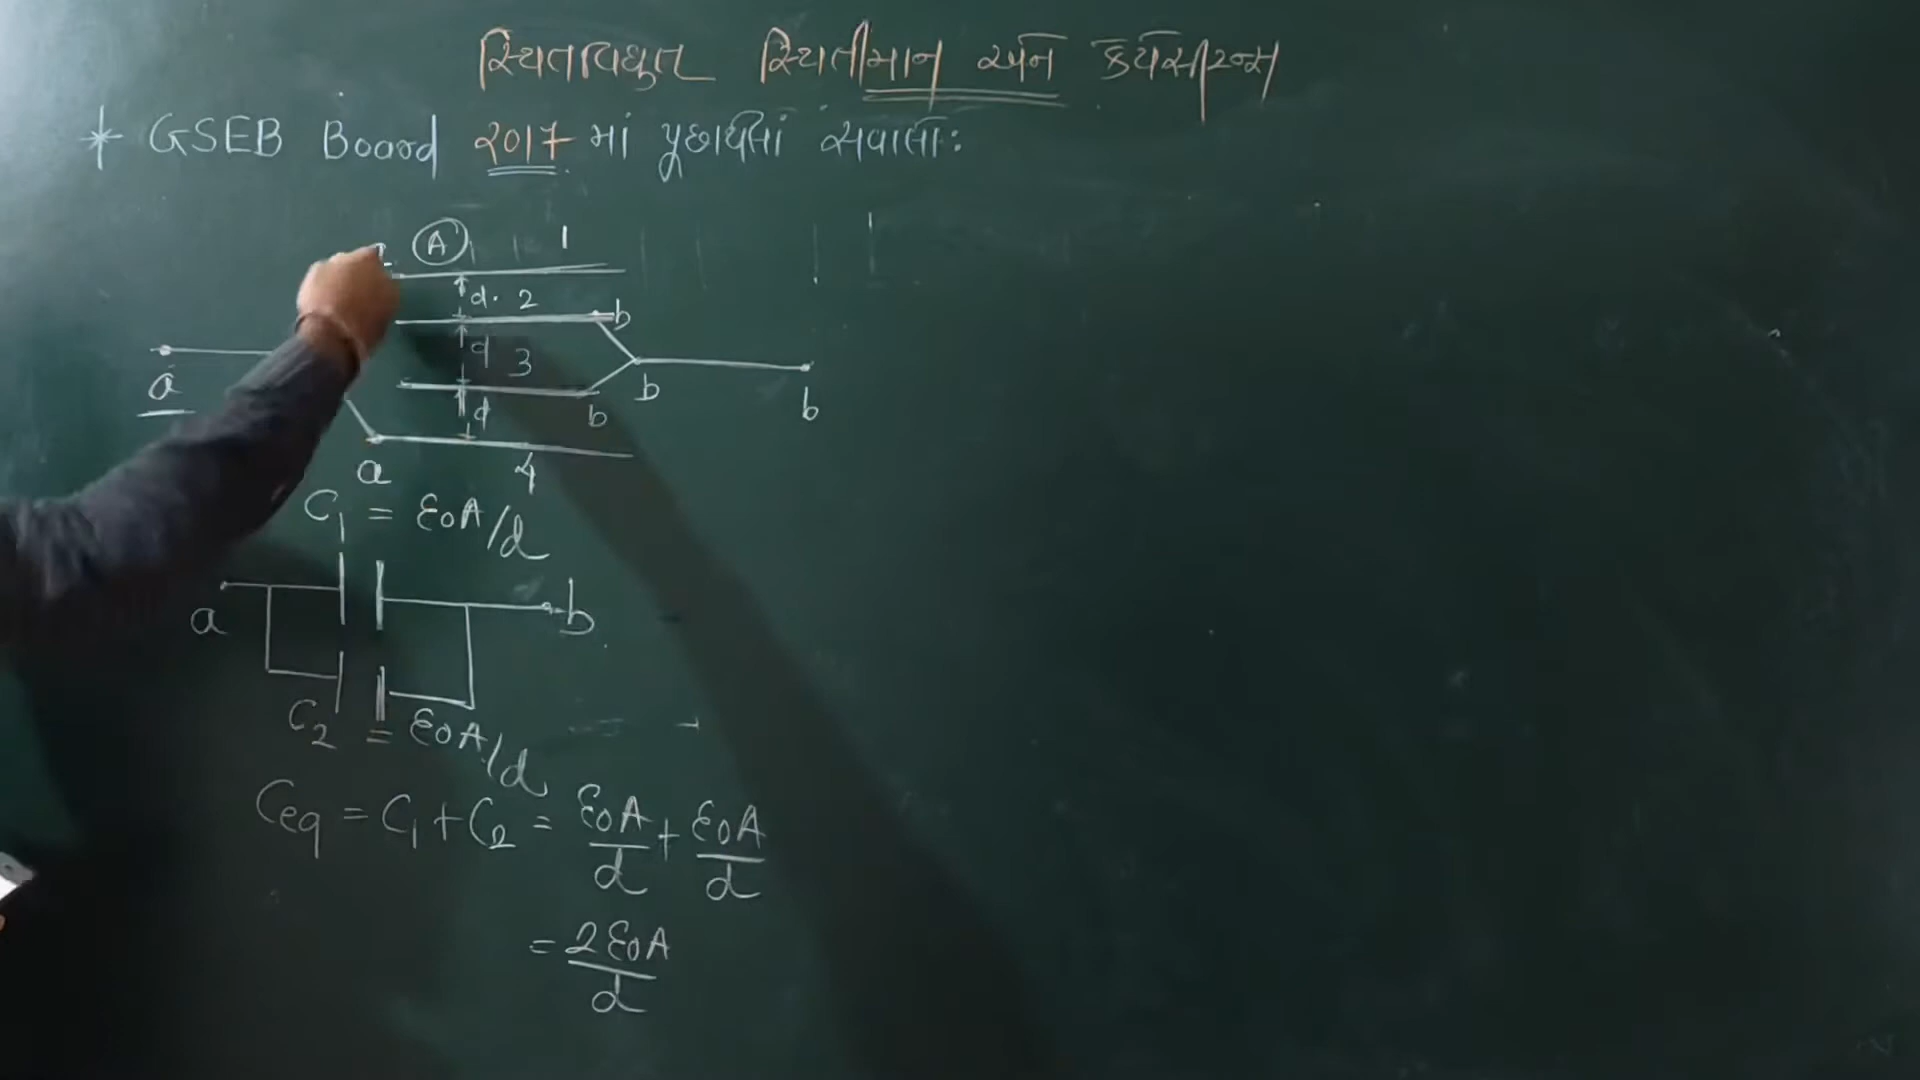 સ્થિતવિદ્યુત સ્થિતીમાન અને કેપેસીટન્સ
* GSEB Board ૨૦૧7 માં પુછાયેલાં સવાલો:
A 1
d. 2 b
a d 3 b b
d b
a 4
C₁ = ε₀A/d
a b
C₂ = ε₀A/d
Ceq = C₁ + C₂ = ε₀A/d + ε₀A/d
= 2ε₀A/d